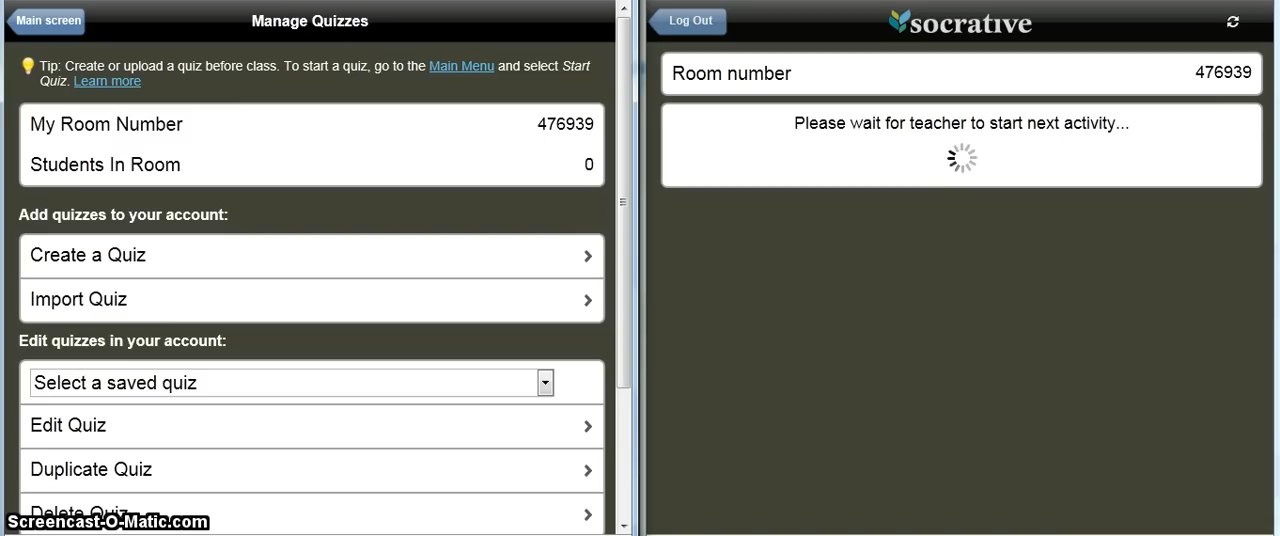 Main screen
Manage Quizzes
Tip: Create or upload a quiz before class. To start a quiz, go to the Main Menu and select Start
Quiz. Learn more
My Room Number 476939
Students In Room 0
Add quizzes to your account:
Create a Quiz
Import Quiz
Edit quizzes in your account:
Select a saved quiz
Edit Quiz
Duplicate Quiz
Delete Quiz
Screencast-O-Matic.com
Log Out
socrative
Room number 476939
Please wait for teacher to start next activity...